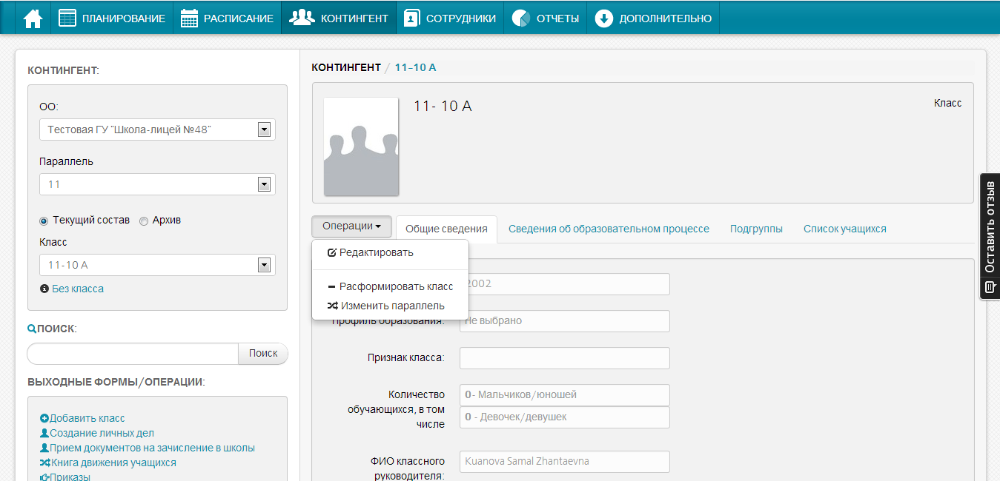 ПЛАНИРОВАНИЕ РАСПИСАНИЕ КОНТИНГЕНТ СОТРУДНИКИ ОТЧЕТЫ ДОПОЛНИТЕЛЬНО
КОНТИНГЕНТ:
ОО:
Тестовая ГУ "Школа-лицей №48"
Параллель
11
Текущий состав Архив
Класс
11-10 А
Без класса
ПОИСК:
Поиск
ВЫХОДНЫЕ ФОРМЫ/ОПЕРАЦИИ:
Добавить класс
Создание личных дел
Прием документов на зачисление в школы
Книга движения учащихся
Приказы
КОНТИНГЕНТ / 11-10 А
11- 10 А
Класс
Операции Общие сведения Сведения об образовательном процессе Подгруппы Список учащихся
Редактировать
Расформировать класс
Изменить параллель
2002
Профиль образования: Не выбрано
Признак класса:
Количество
обучающихся, в том
числе
0- Мальчиков/юношей
0 - Девочек/девушек
ФИО классного
руководителя:
Kuanova Samal Zhantaevna
Оставить отзыв